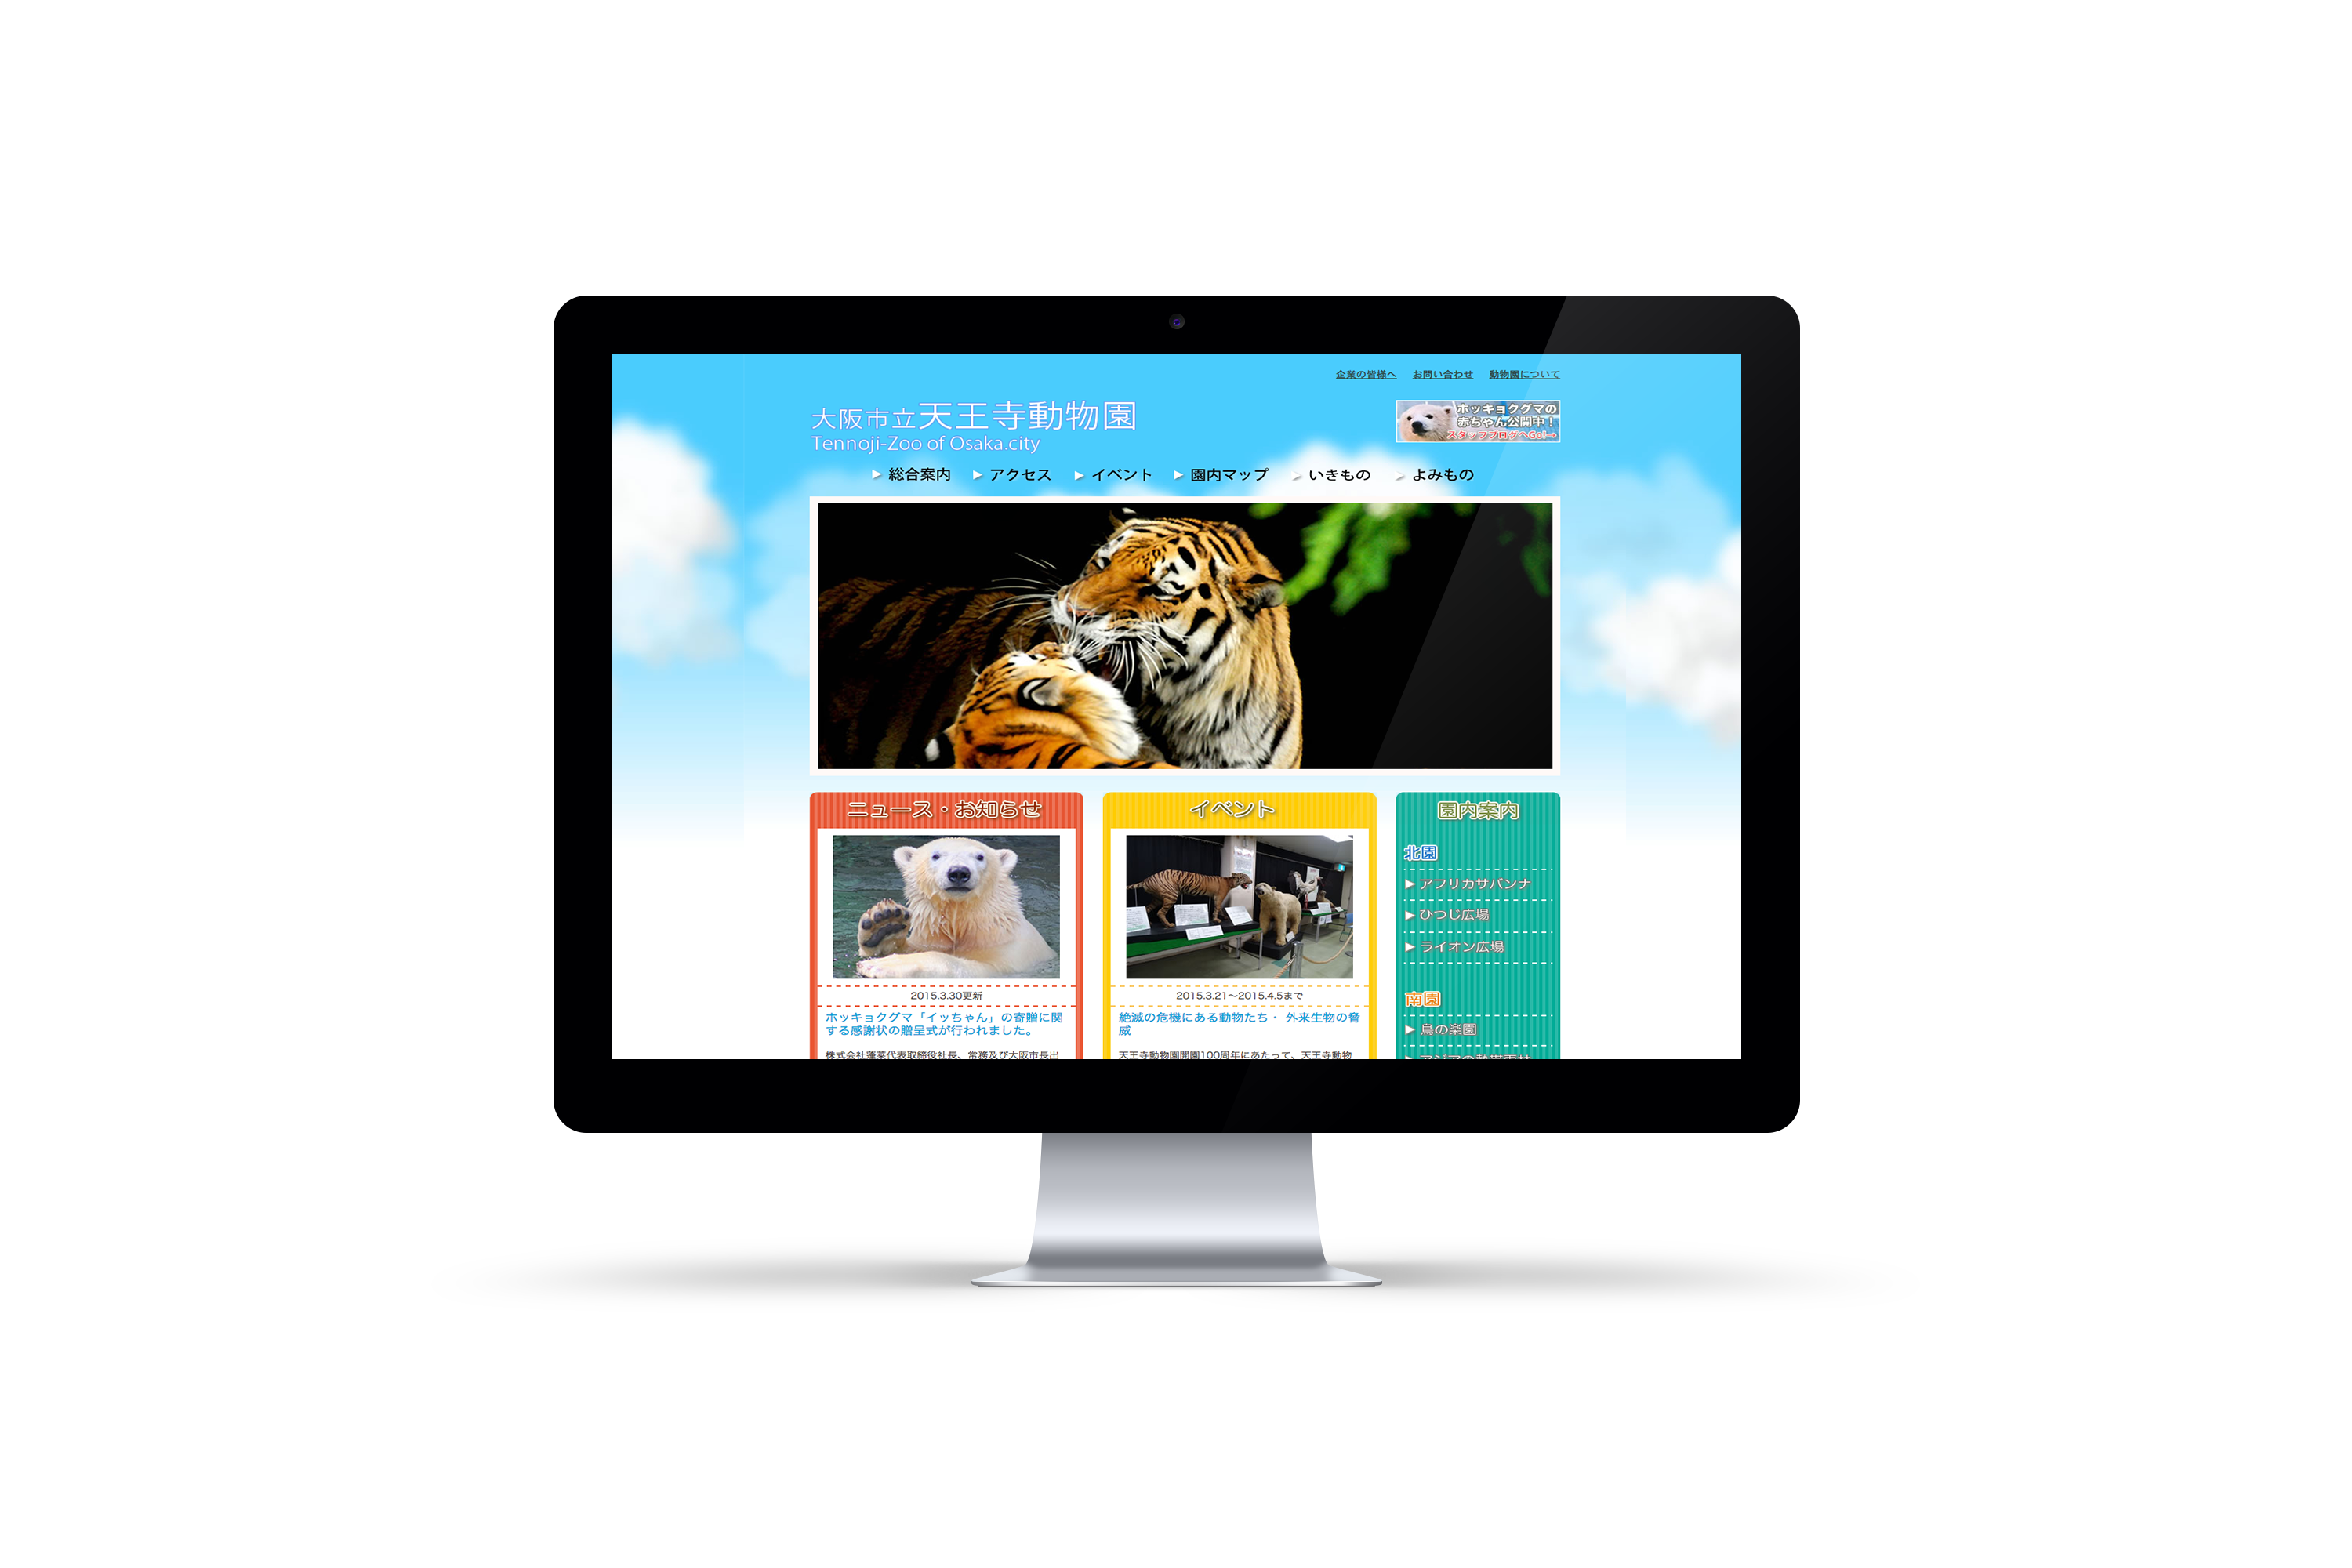 企業の皆様へ お問い合わせ 動物園について
大阪市立天王寺動物園
Tennoji-Zoo of Osaka.city
ホッキョクグマの
赤ちゃん公開中！
スタッフブログへGo!→
▶ 総合案内 ▶ アクセス ▶ イベント ▶ 園内マップ ▶ いきもの ▶ よみもの
ニュース・お知らせ
2015.3.30更新
ホッキョクグマ「イッちゃん」の寄贈に関
する感謝状の贈呈式が行われました。
株式会社蓬莱代表取締役社長、常務及び大阪市長出
イベント
2015.3.21〜2015.4.5まで
絶滅の危機にある動物たち・ 外来生物の脅
威
天王寺動物園開園100周年にあたって、天王寺動物
園内案内
北園
▶ アフリカサバンナ
▶ ひつじ広場
▶ ライオン広場
南園
▶ 鳥の楽園